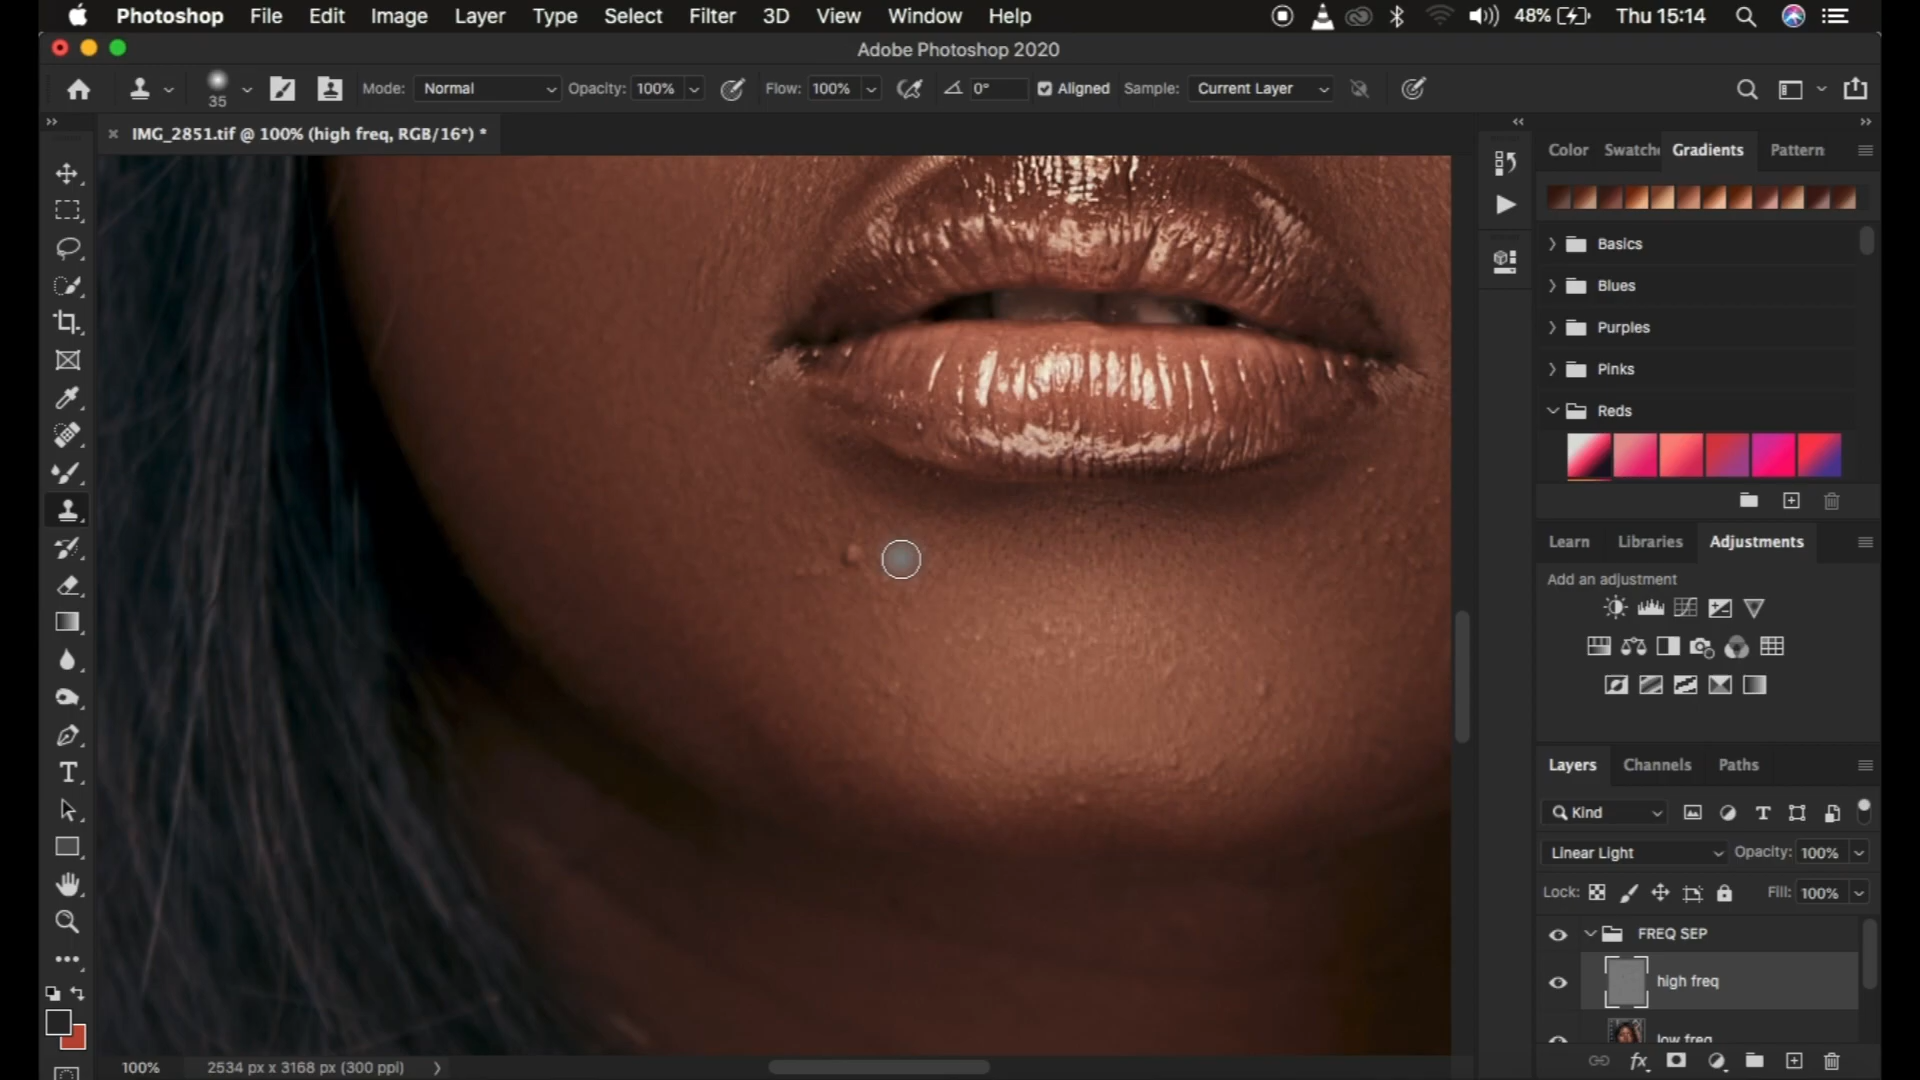 Photoshop File Edit Image Layer Type Select Filter 3D View Window Help 48% Thu 15:14
Adobe Photoshop 2020
35 Mode: Normal Opacity: 100% Flow: 100% 0° Aligned Sample: Current Layer
IMG_2851.tif @ 100% (high freq, RGB/16*) *
Color Swatche Gradients Pattern
Basics
Blues
Purples
Pinks
Reds
Learn Libraries Adjustments
Add an adjustment
Layers Channels Paths
Kind
Linear Light Opacity: 100%
Lock: Fill: 100%
FREQ SEP
high freq
low freq
100% 2534 px x 3168 px (300 ppi)